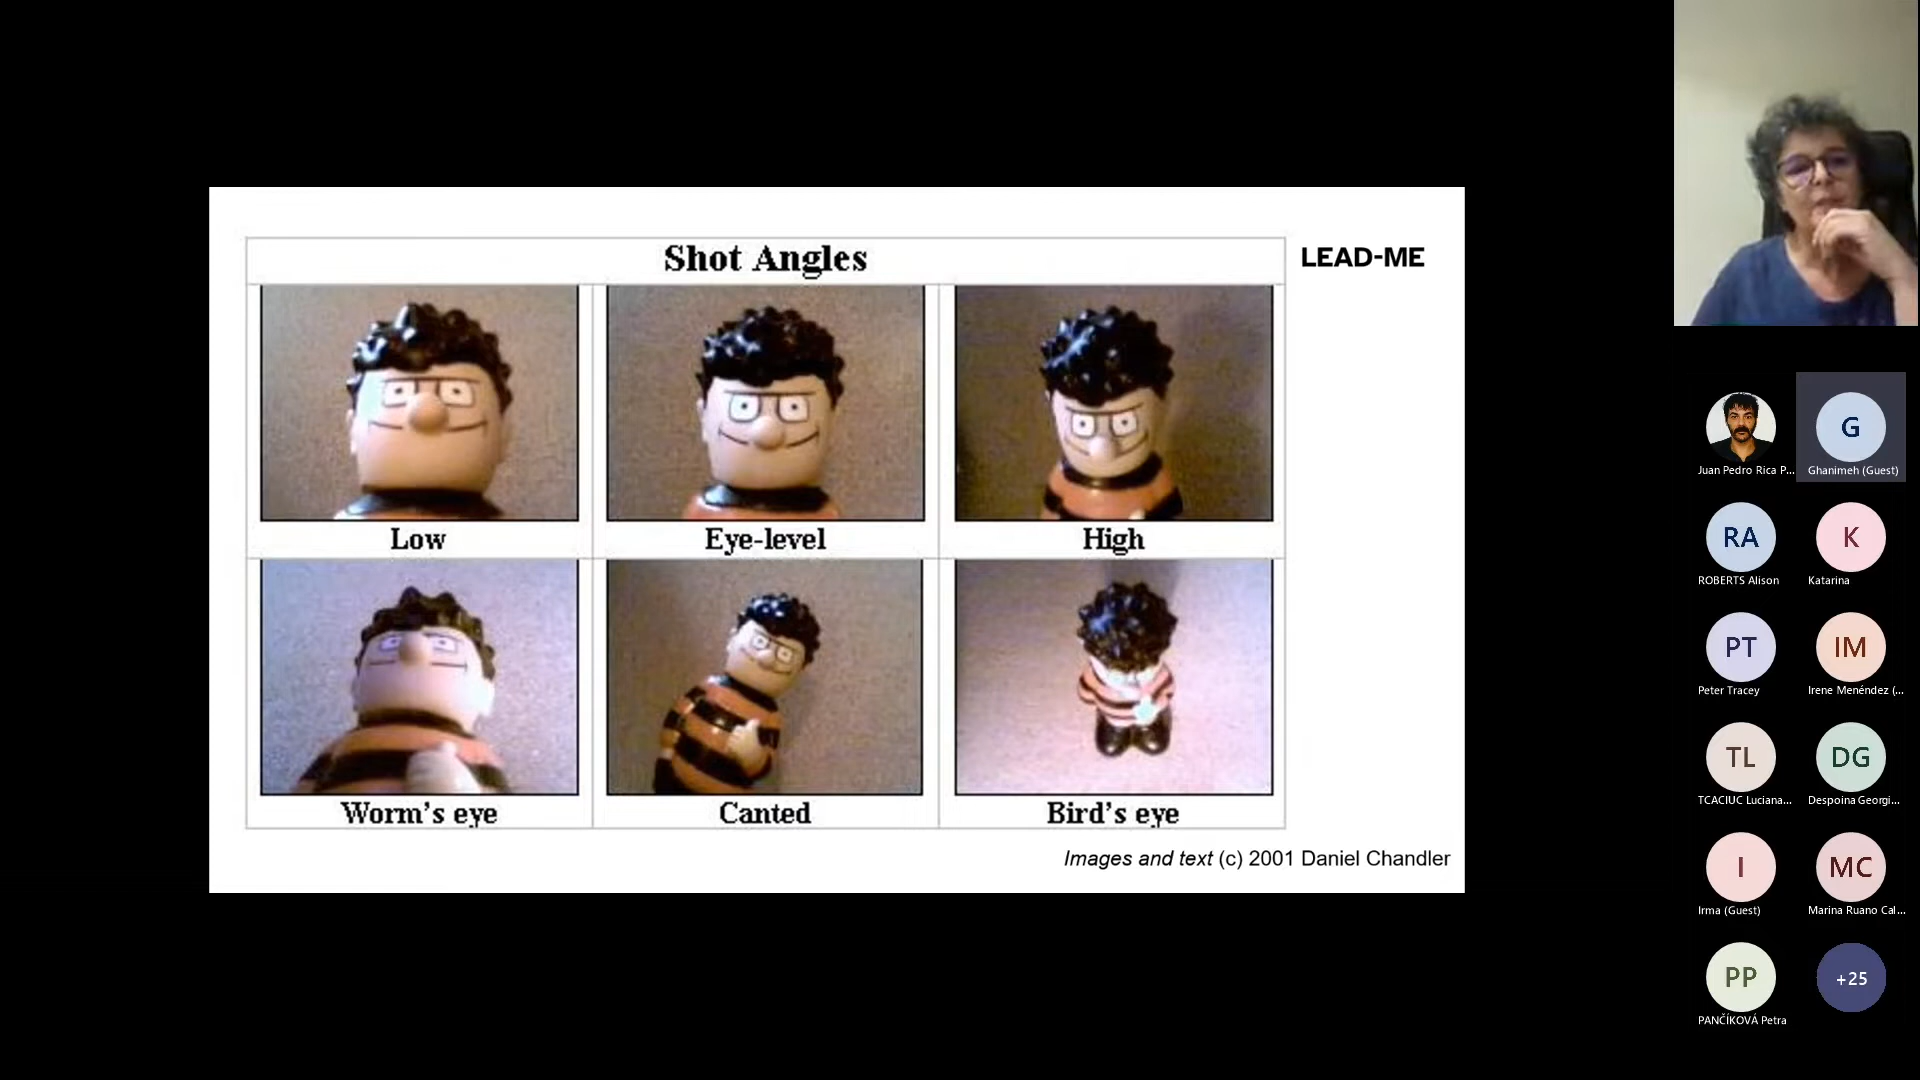 Shot Angles
LEAD-ME
Low
Eye-level
High
Worm's eye
Canted
Bird's eye
Images and text (c) 2001 Daniel Chandler
Juan Pedro Rica P...
G
Ghanimeh (Guest)
RA
ROBERTS Alison
K
Katarina
PT
Peter Tracey
IM
Irene Menéndez (...
TL
TCACIUC Luciana...
DG
Despoina Georgi...
I
Irma (Guest)
MC
Marina Ruano Cal...
PP
PANČÍKOVÁ Petra
+25